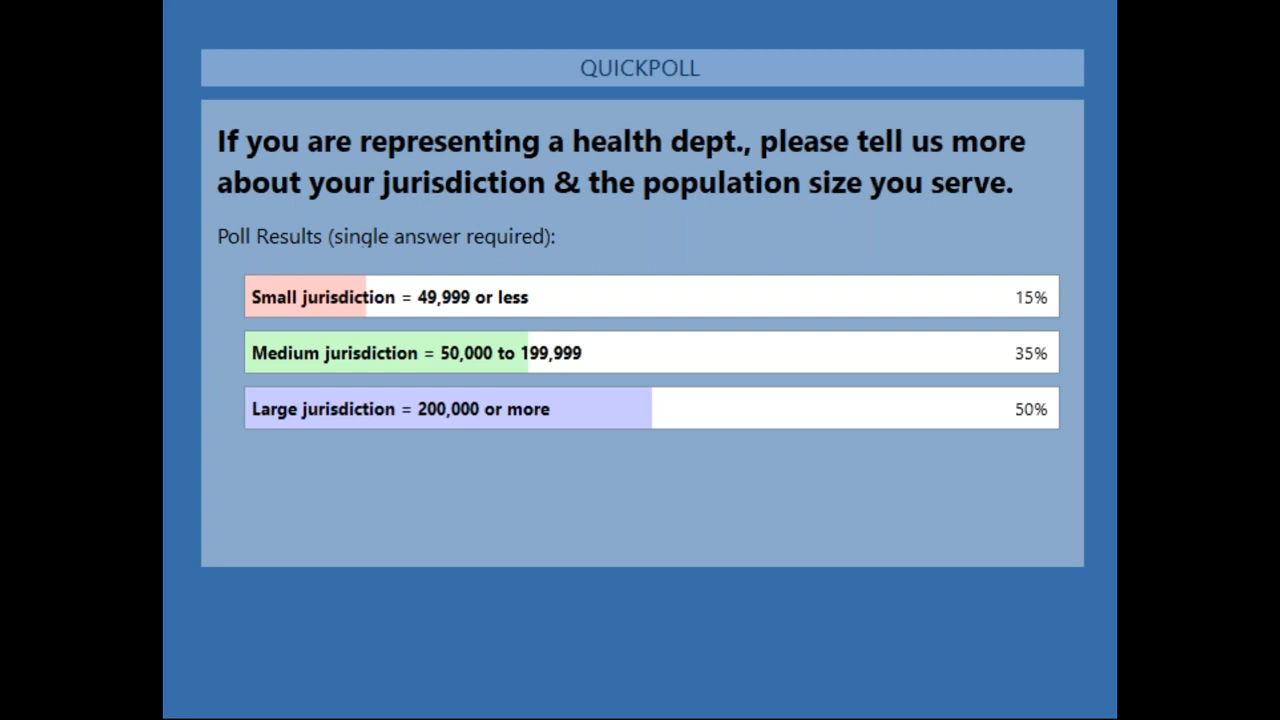 QUICKPOLL
If you are representing a health dept., please tell us more
about your jurisdiction & the population size you serve.
Poll Results (single answer required):
Small jurisdiction = 49,999 or less 15%
Medium jurisdiction = 50,000 to 199,999 35%
Large jurisdiction = 200,000 or more 50%